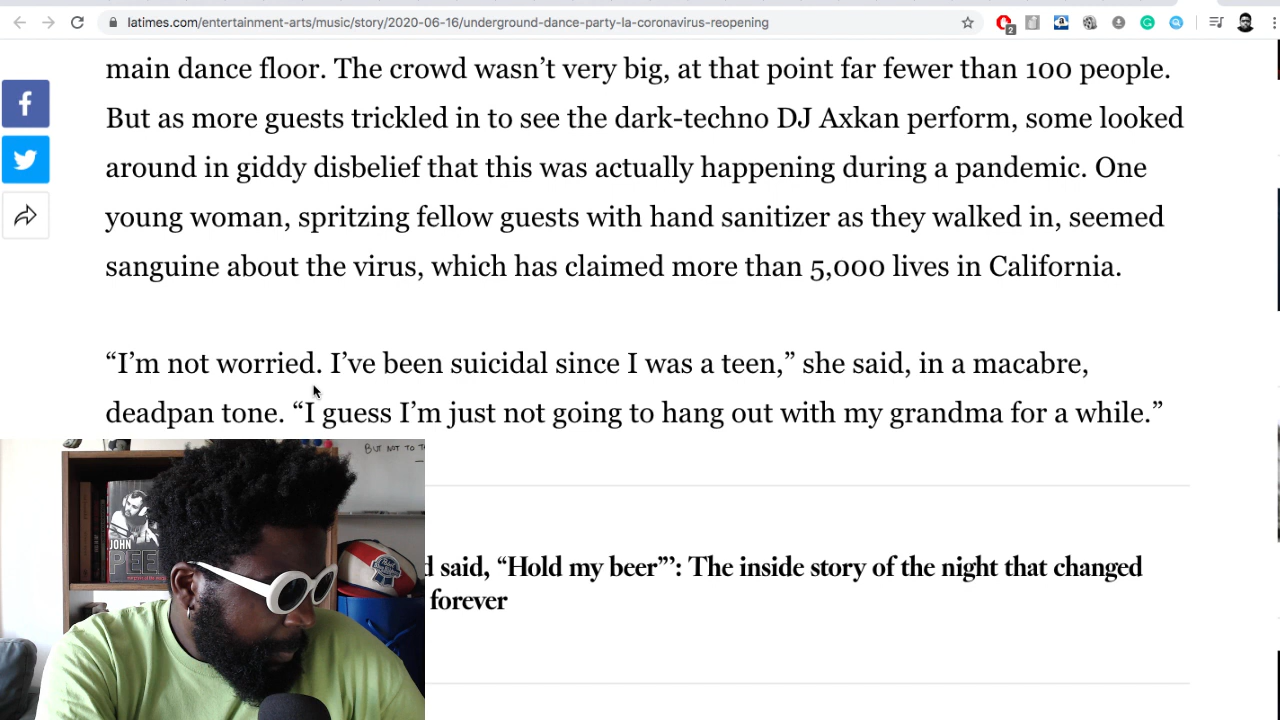 latimes.com/entertainment-arts/music/story/2020-06-16/underground-dance-party-la-coronavirus-reopening
2
main dance floor. The crowd wasn’t very big, at that point far fewer than 100 people.
But as more guests trickled in to see the dark-techno DJ Axkan perform, some looked
around in giddy disbelief that this was actually happening during a pandemic. One
young woman, spritzing fellow guests with hand sanitizer as they walked in, seemed
sanguine about the virus, which has claimed more than 5,000 lives in California.
“I’m not worried. I’ve been suicidal since I was a teen,” she said, in a macabre,
deadpan tone. “I guess I’m just not going to hang out with my grandma for a while.”
BUT NOT TO
JOHN
PEE
d said, “Hold my beer”’: The inside story of the night that changed
forever